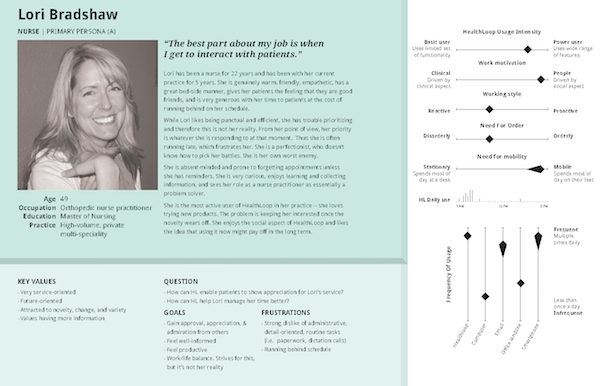 Lori Bradshaw
NURSE | PRIMARY PERSONA (A)
"The best part about my job is when
I get to interact with patients."
Lori has been a nurse for 22 years and has been with her current
practice for 5 years. She is genuinely warm, friendly, empathetic, has a
great bed-side manner, gives patients the feeling that they are good
friends, and is very generous with her time to patients at the cost of
running behind on her schedule.
While Lori likes being punctual and efficient, she has trouble prioritizing
and therefore this is not her reality. From her point of view, her priority
is whatever she is responding to at that moment. Thus she is often
running late, which frustrates her. She is a perfectionist, who doesn't
know how to pick her battles. She is her own worst enemy.
She is absent-minded and prone to forgetting appointments unless
she has reminders. She is very curious, enjoys learning and collecting
information, and sees her role as a nurse practitioner as essentially a
problem solver.
She is the most active user of HealthLoop in her practice – she loves
trying new products. The problem is keeping her interested once the
novelty wears off. She enjoys the social aspect of HealthLoop and likes
the idea that using it now might pay off in the long term.
Age 49
Occupation Orthopedic nurse practitioner
Education Master of Nursing
Practice High-volume, private
multi-speciality
KEY VALUES
- Very service-oriented
- Future-oriented
- Attracted to novelty, change, and variety
- Values having more information
QUESTION
- How can HL enable patients to show appreciation for Lori's service?
- How can HL help Lori manage her time better?
GOALS
- Gain approval, appreciation, &
admiration from others
- Feel well-informed
- Feel productive
- Work/life balance. Strives for this,
but it's not her reality
FRUSTRATIONS
- Strong dislike of administrative,
detail-oriented, routine tasks
(i.e. paperwork, dictation calls)
- Running behind schedule
HealthLoop Usage Intensity
Basic user
Uses limited set
of functionality
Power user
Uses wide range
of features
Work motivation
Clinical
Driven by
clinical aspect
People
Driven by
social aspect
Working style
Reactive
Proactive
Need For Order
Disorderly
Orderly
Need for mobility
Stationary
Spends most of
day at a desk
Mobile
Spends most of
day on their feet
HL Daily use
Frequency Of Usage
Frequent
Multiple
times daily
Less than
once a day
Infrequent
Healthloop
Computer
Email
Office window
Smartphone